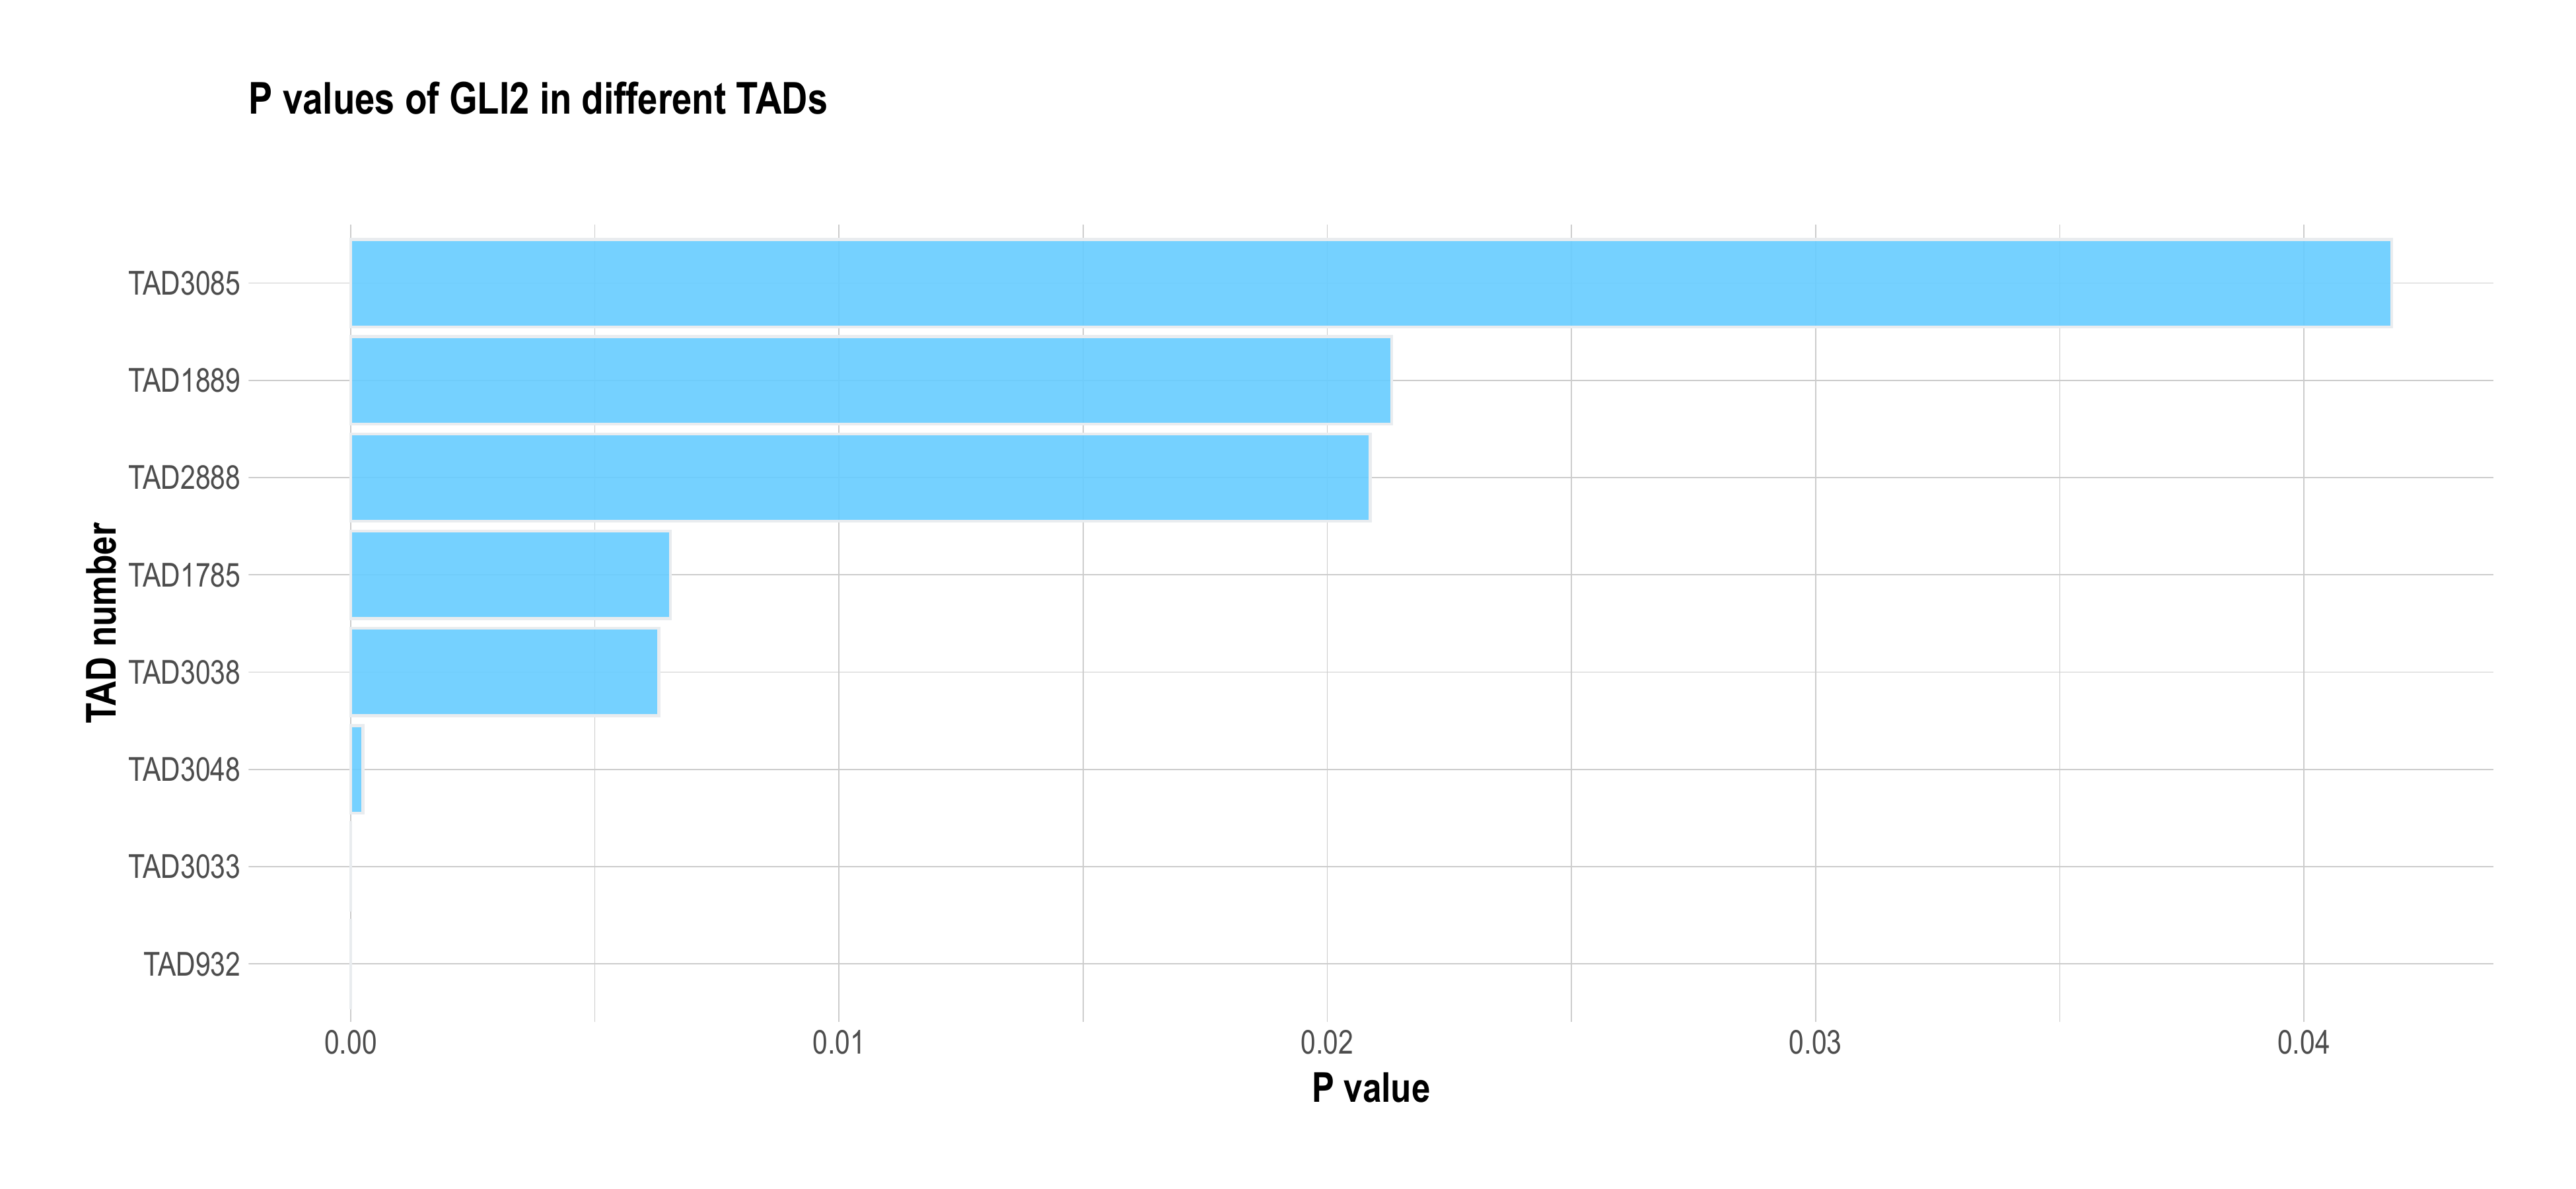 P values of GLI2 in different TADs
TAD number
TAD3085
TAD1889
TAD2888
TAD1785
TAD3038
TAD3048
TAD3033
TAD932
0.00 0.01 0.02 0.03 0.04
P value